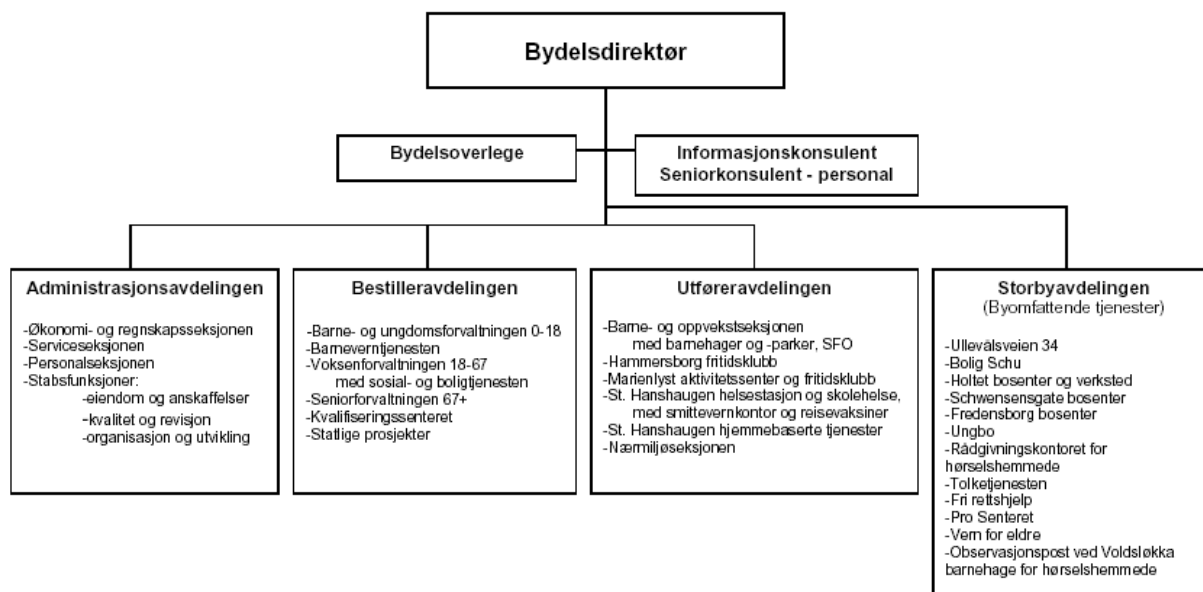 Bydelsdirektør
Bydelsoverlege
Informasjonskonsulent
Seniorkonsulent - personal
Administrasjonsavdelingen
-Økonomi- og regnskapsseksjonen
-Serviceseksjonen
-Personalseksjonen
-Stabsfunksjoner:
-eiendom og anskaffelser
-kvalitet og revisjon
-organisasjon og utvikling
Bestilleravdelingen
-Barne- og ungdomsforvaltningen 0-18
-Barneverntjenesten
-Voksenforvaltningen 18-67
med sosial- og boligtjenesten
-Seniorforvaltningen 67+
-Kvalifiseringssenteret
-Statlige prosjekter
Utføreravdelingen
-Barne- og oppvekstseksjonen
med barnehager og -parker, SFO
-Hammersborg fritidsklubb
-Marienlyst aktivitetssenter og fritidsklubb
-St. Hanshaugen helsestasjon og skolehelse,
med smittevernkontor og reisevaksiner
-St. Hanshaugen hjemmebaserte tjenester
-Nærmiljøseksjonen
Storbyavdelingen
(Byomfattende tjenester)
-Ullevålsveien 34
-Bolig Schu
-Holtet bosenter og verksted
-Schwensensgate bosenter
-Fredensborg bosenter
-Ungbo
-Rådgivningskontoret for
hørselshemmede
-Tolketjenesten
-Fri rettshjelp
-Pro Senteret
-Vern for eldre
-Observasjonspost ved Voldsløkka
barnehage for hørselshemmede